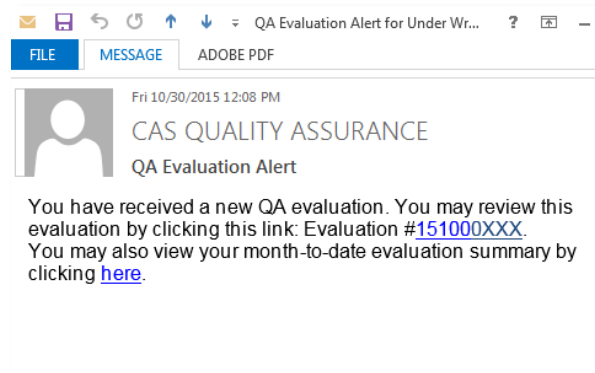 QA Evaluation Alert for Under Wr... ?
FILE MESSAGE ADOBE PDF
Fri 10/30/2015 12:08 PM
CAS QUALITY ASSURANCE
QA Evaluation Alert
You have received a new QA evaluation. You may review this
evaluation by clicking this link: Evaluation #151000XXX.
You may also view your month-to-date evaluation summary by
clicking here.